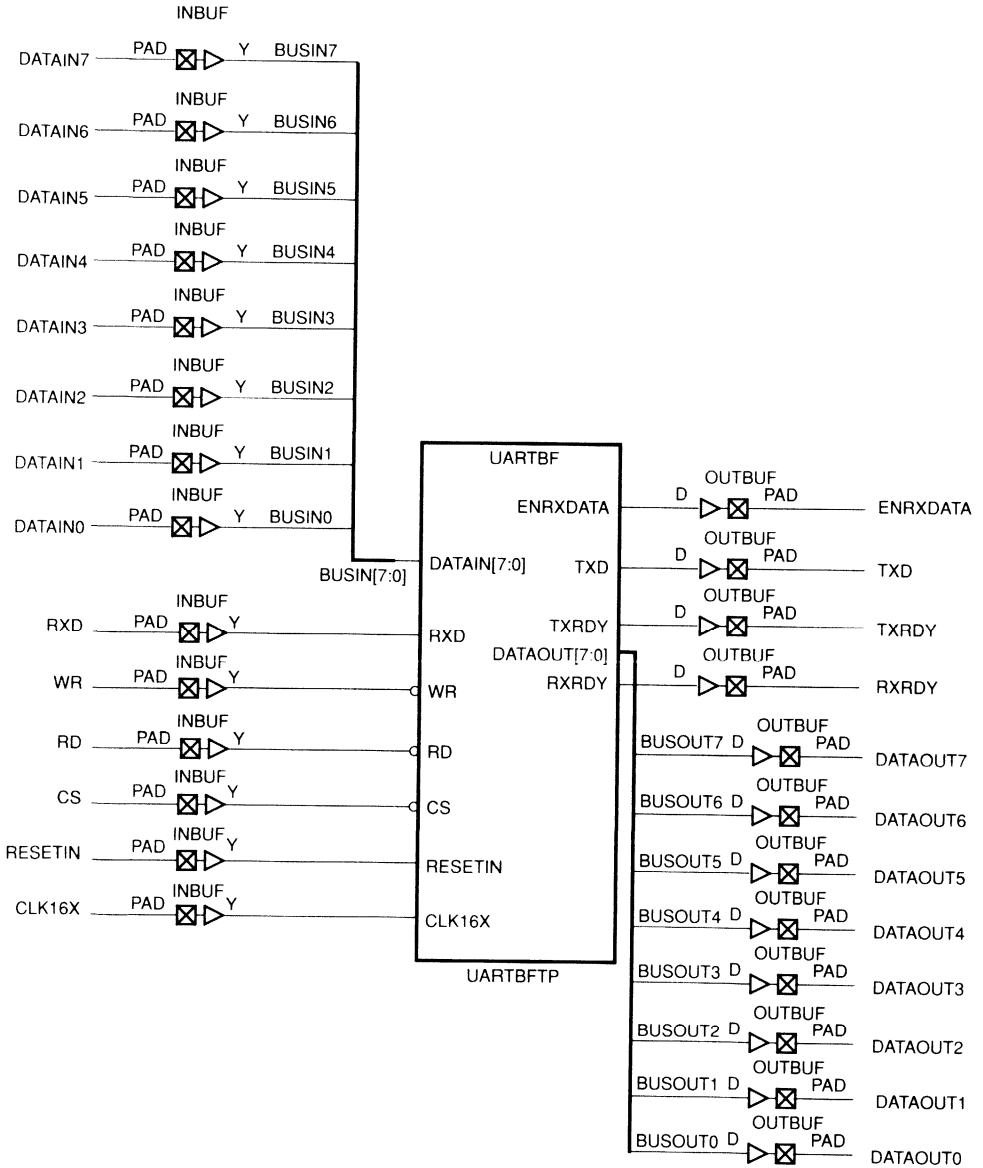 INBUF
DATAIN7 PAD Y BUSIN7
INBUF
DATAIN6 PAD Y BUSIN6
INBUF
DATAIN5 PAD Y BUSIN5
INBUF
DATAIN4 PAD Y BUSIN4
INBUF
DATAIN3 PAD Y BUSIN3
INBUF
DATAIN2 PAD Y BUSIN2
INBUF
DATAIN1 PAD Y BUSIN1
INBUF
DATAIN0 PAD Y BUSIN0
BUSIN[7:0]
INBUF
RXD PAD Y
INBUF
WR PAD Y
INBUF
RD PAD Y
INBUF
CS PAD Y
INBUF
RESETIN PAD Y
INBUF
CLK16X PAD Y
UARTBF
ENRXDATA
DATAIN[7:0] TXD
RXD TXRDY
DATAOUT[7:0]
WR RXRDY
RD
CS
RESETIN
CLK16X
UARTBFTP
OUTBUF
D PAD ENRXDATA
OUTBUF
D PAD TXD
OUTBUF
D PAD TXRDY
OUTBUF
D PAD RXRDY
OUTBUF
BUSOUT7 D PAD DATAOUT7
OUTBUF
BUSOUT6 D PAD DATAOUT6
OUTBUF
BUSOUT5 D PAD DATAOUT5
OUTBUF
BUSOUT4 D PAD DATAOUT4
OUTBUF
BUSOUT3 D PAD DATAOUT3
OUTBUF
BUSOUT2 D PAD DATAOUT2
OUTBUF
BUSOUT1 D PAD DATAOUT1
OUTBUF
BUSOUT0 D PAD DATAOUT0